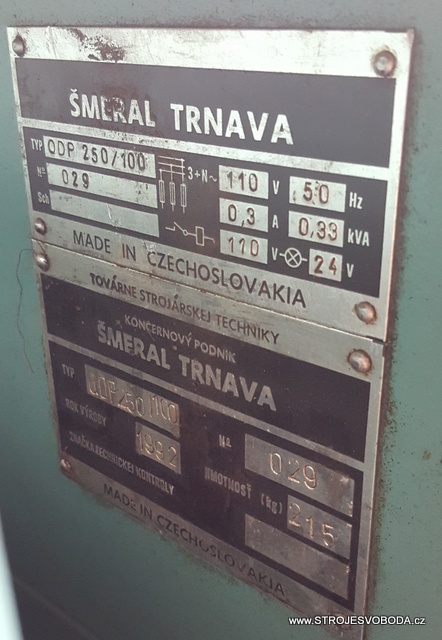 ŠMERAL TRNAVA
TYP ODP 250/100 3+N~ 110 V 50 Hz
Nº 029 0,3 A 0,33 kVA
Sch 110 V 24 V
MADE IN CZECHOSLOVAKIA
TOVÁRNE STROJÁRSKEJ TECHNIKY
KONCERNOVÝ PODNIK
ŠMERAL TRNAVA
TYP ODP250/100
ROK VÝROBY 1992 Nº 029
ZNAČKA TECHNICKEJ KONTROLY HMOTNOSŤ (kg) 215
MADE IN CZECHOSLOVAKIA
www.STROJESVOBODA.cz